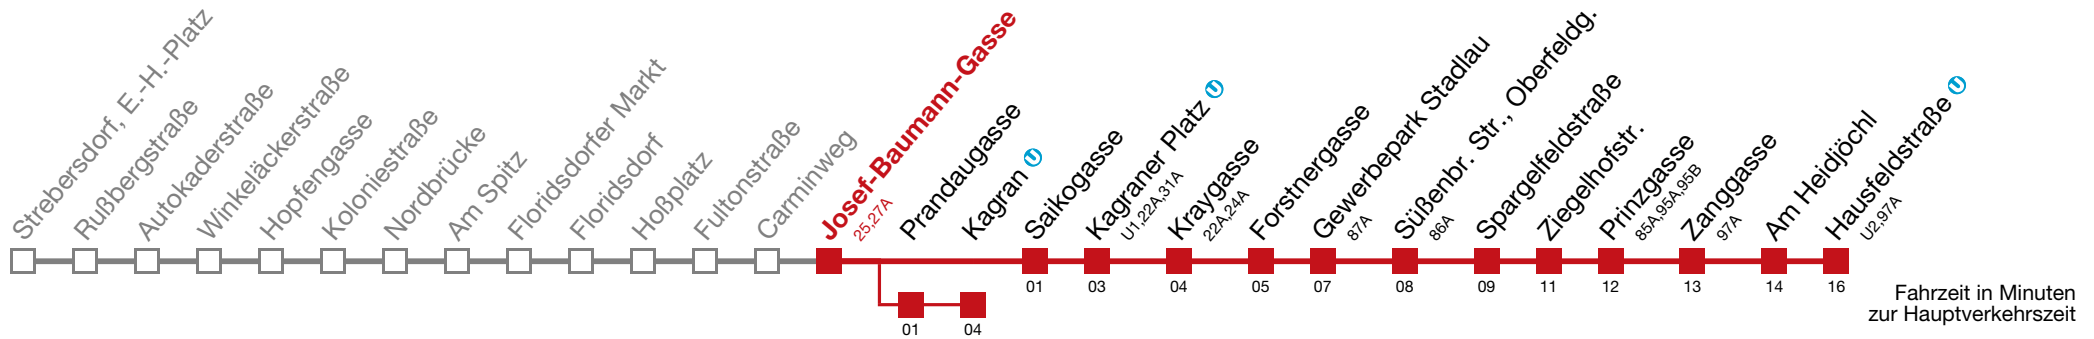 Strebersdorf, E.-H.-Platz
Rußbergstraße
Autokaderstraße
Winkeläckerstraße
Hopfengasse
Koloniestraße
Nordbrücke
Am Spitz
Floridsdorfer Markt
Floridsdorf
Hoßplatz
Fultonstraße
Carminweg
Josef-Baumann-Gasse
25,27A
Prandaugasse
Kagran U
Saikogasse
Kagraner Platz U
U1,22A,31A
Kraygasse
22A,24A
Forstnergasse
Gewerbepark Stadlau
87A
Süßenbr. Str., Oberfeldg.
86A
Spargelfeldstraße
Ziegelhofstr.
Prinzgasse
85A,95A,95B
Zanggasse
97A
Am Heidjöchl
Hausfeldstraße U
U2,97A
01 03 04 05 07 08 09 11 12 13 14 16
01 04
Fahrzeit in Minuten
zur Hauptverkehrszeit